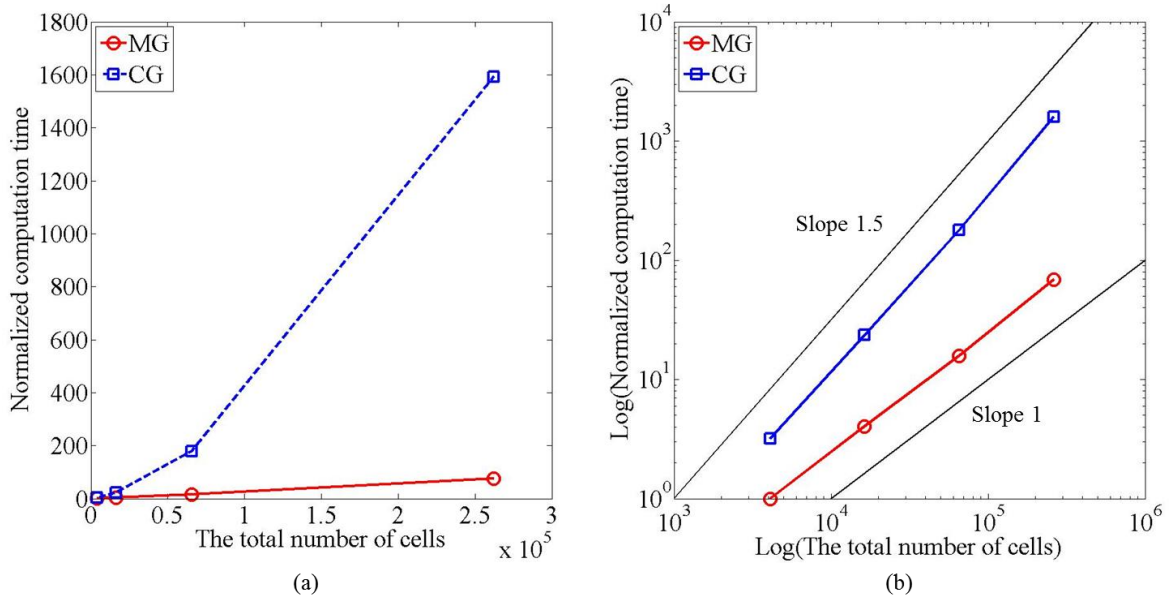 1800
1600
1400
1200
1000
800
600
400
200
0
Normalized computation time
MG
CG
0
0.5
1
1.5
2
2.5
3
x 10^5
The total number of cells
(a)
10^4
10^3
10^2
10^1
10^0
Log(Normalized computation time)
MG
CG
Slope 1.5
Slope 1
10^3
10^4
10^5
10^6
Log(The total number of cells)
(b)